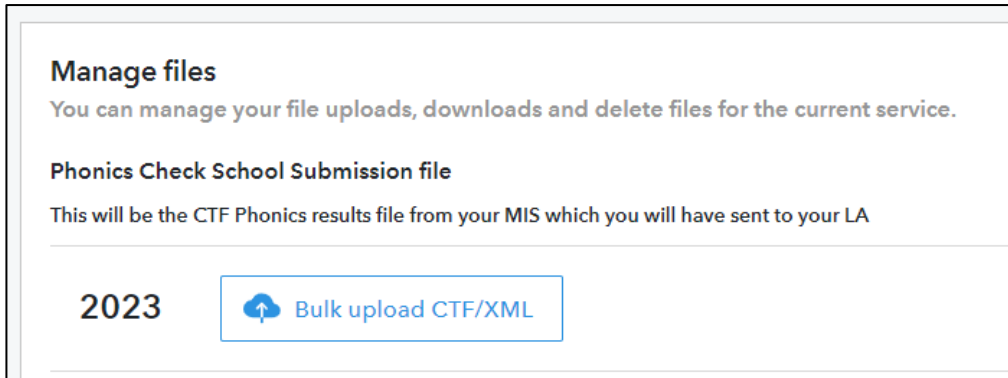 Manage files
You can manage your file uploads, downloads and delete files for the current service.
Phonics Check School Submission file
This will be the CTF Phonics results file from your MIS which you will have sent to your LA
2023 Bulk upload CTF/XML